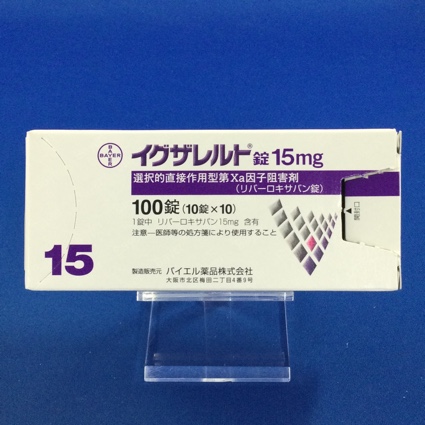 BAYER
イグザレルト®錠15mg
選択的直接作用型第Xa因子阻害剤
(リバーロキサバン錠)
100錠(10錠×10)
1錠中 リバーロキサバン15mg 含有
注意—医師等の処方箋により使用すること
開封口
15
製造販売元 バイエル薬品株式会社
大阪市北区梅田二丁目4番9号